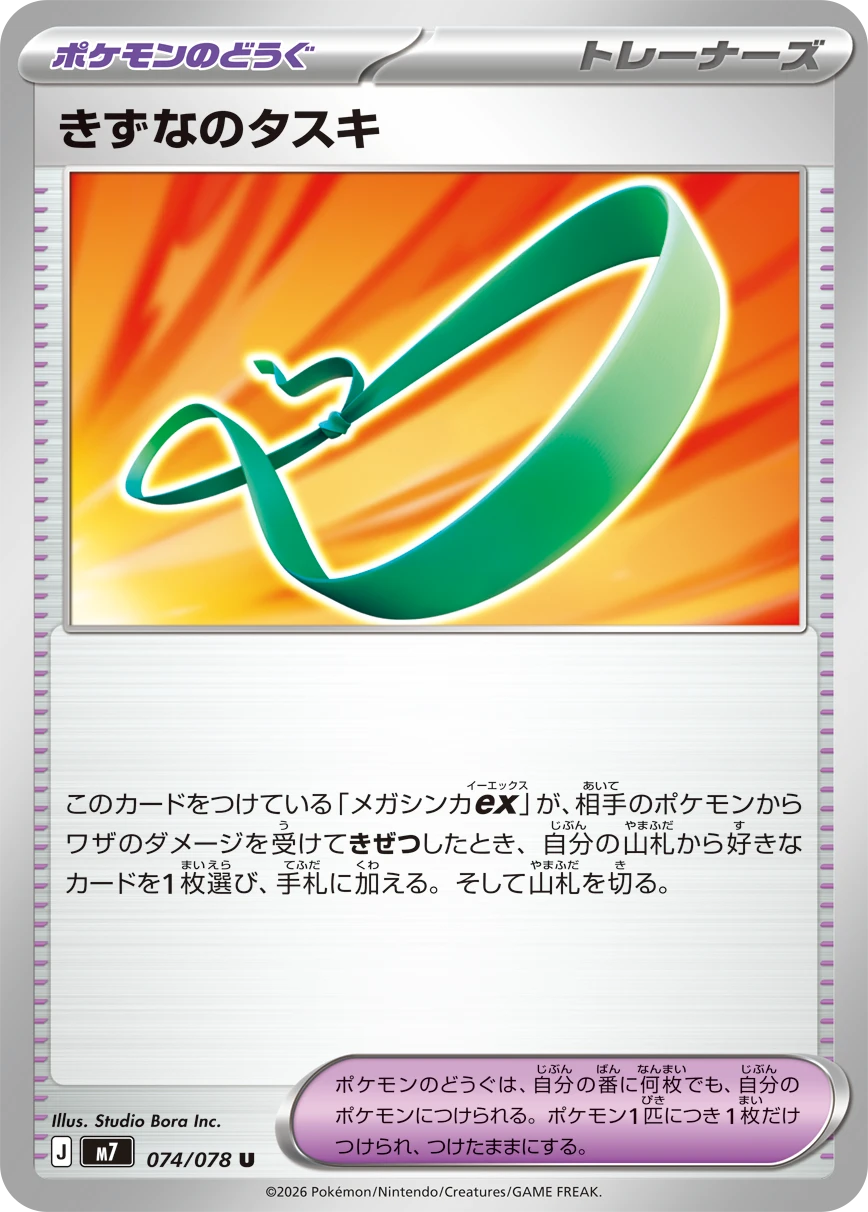 ポケモンのどうぐ
トレーナーズ
きずなのタスキ
このカードをつけている「メガシンカex」が、相手のポケモンから
ワザのダメージを受けてきぜつしたとき、自分の山札から好きな
カードを1枚選び、手札に加える。そして山札を切る。
ポケモンのどうぐは、自分の番に何枚でも、自分の
ポケモンにつけられる。ポケモン1匹につき1枚だけ
つけられ、つけたままにする。
Illus. Studio Bora Inc.
J M7 074/078 U
©2026 Pokémon/Nintendo/Creatures/GAME FREAK.